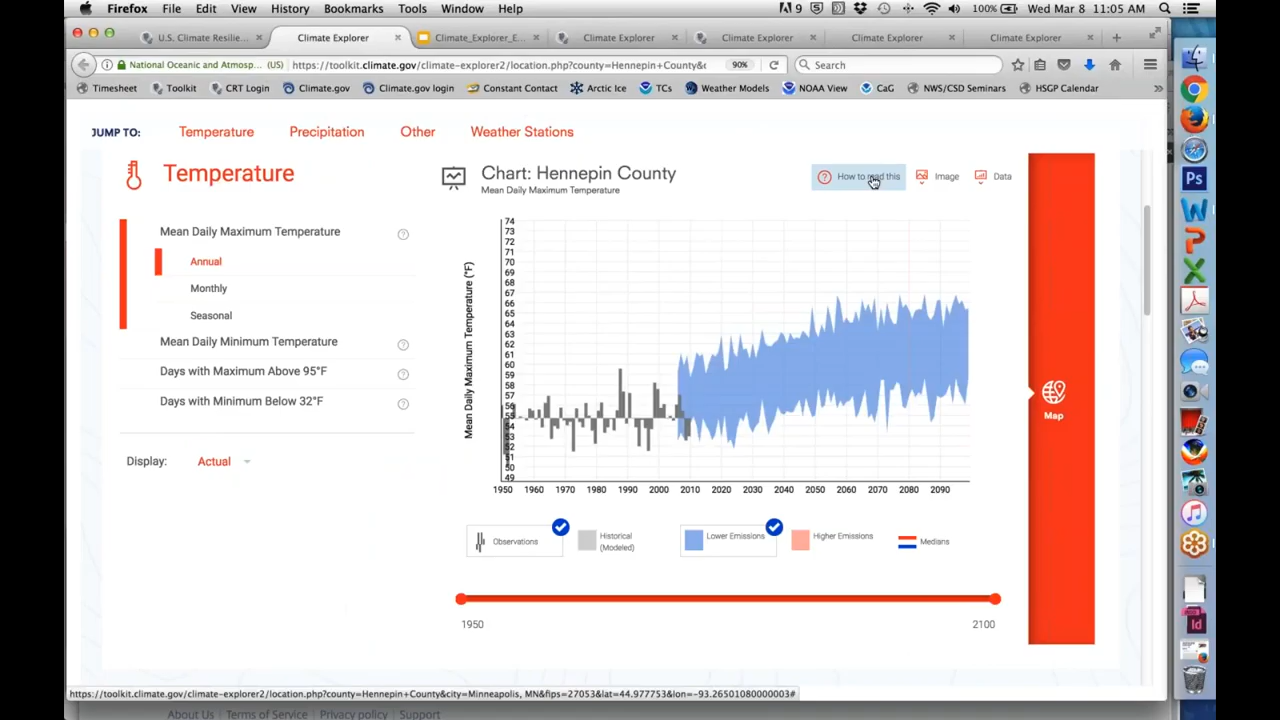 Firefox File Edit View History Bookmarks Tools Window Help
9 100% Wed Mar 8 11:05 AM
U.S. Climate Resilie... Climate Explorer Climate_Explorer_E... Climate Explorer Climate Explorer Climate Explorer Climate Explorer
National Oceanic and Atmosp... (US) https://toolkit.climate.gov/climate-explorer2/location.php?county=Hennepin+County&c 90% Search
Timesheet Toolkit CRT Login Climate.gov Climate.gov login Constant Contact Arctic Ice TCs Weather Models NOAA View CaG NWS/CSD Seminars HSGP Calendar
JUMP TO: Temperature Precipitation Other Weather Stations
Temperature
Mean Daily Maximum Temperature
Annual
Monthly
Seasonal
Mean Daily Minimum Temperature
Days with Maximum Above 95°F
Days with Minimum Below 32°F
Display: Actual
Chart: Hennepin County
Mean Daily Maximum Temperature
How to read this Image Data
Mean Daily Maximum Temperature (°F)
74
73
72
71
70
69
68
67
66
65
64
63
62
61
60
59
58
57
56
55
54
53
52
51
50
49
1950 1960 1970 1980 1990 2000 2010 2020 2030 2040 2050 2060 2070 2080 2090
Observations
Historical
(Modeled)
Lower Emissions
Higher Emissions
Medians
1950 2100
Map
https://toolkit.climate.gov/climate-explorer2/location.php?county=Hennepin+County&city=Minneapolis, MN&fips=27053&lat=44.977753&lon=-93.26501080000003#
About Us Terms of Service Privacy policy Support
Ps
Id